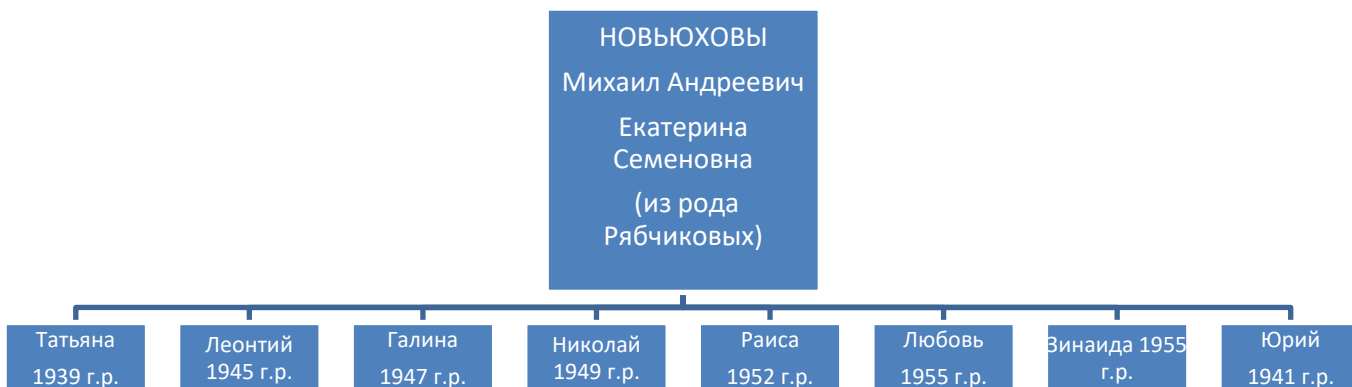 НОВЬЮХОВЫ
Михаил Андреевич
Екатерина
Семеновна
(из рода
Рябчиковых)
Татьяна
1939 г.р.
Леонтий
1945 г.р.
Галина
1947 г.р.
Николай
1949 г.р.
Раиса
1952 г.р.
Любовь
1955 г.р.
Зинаида 1955
г.р.
Юрий
1941 г.р.